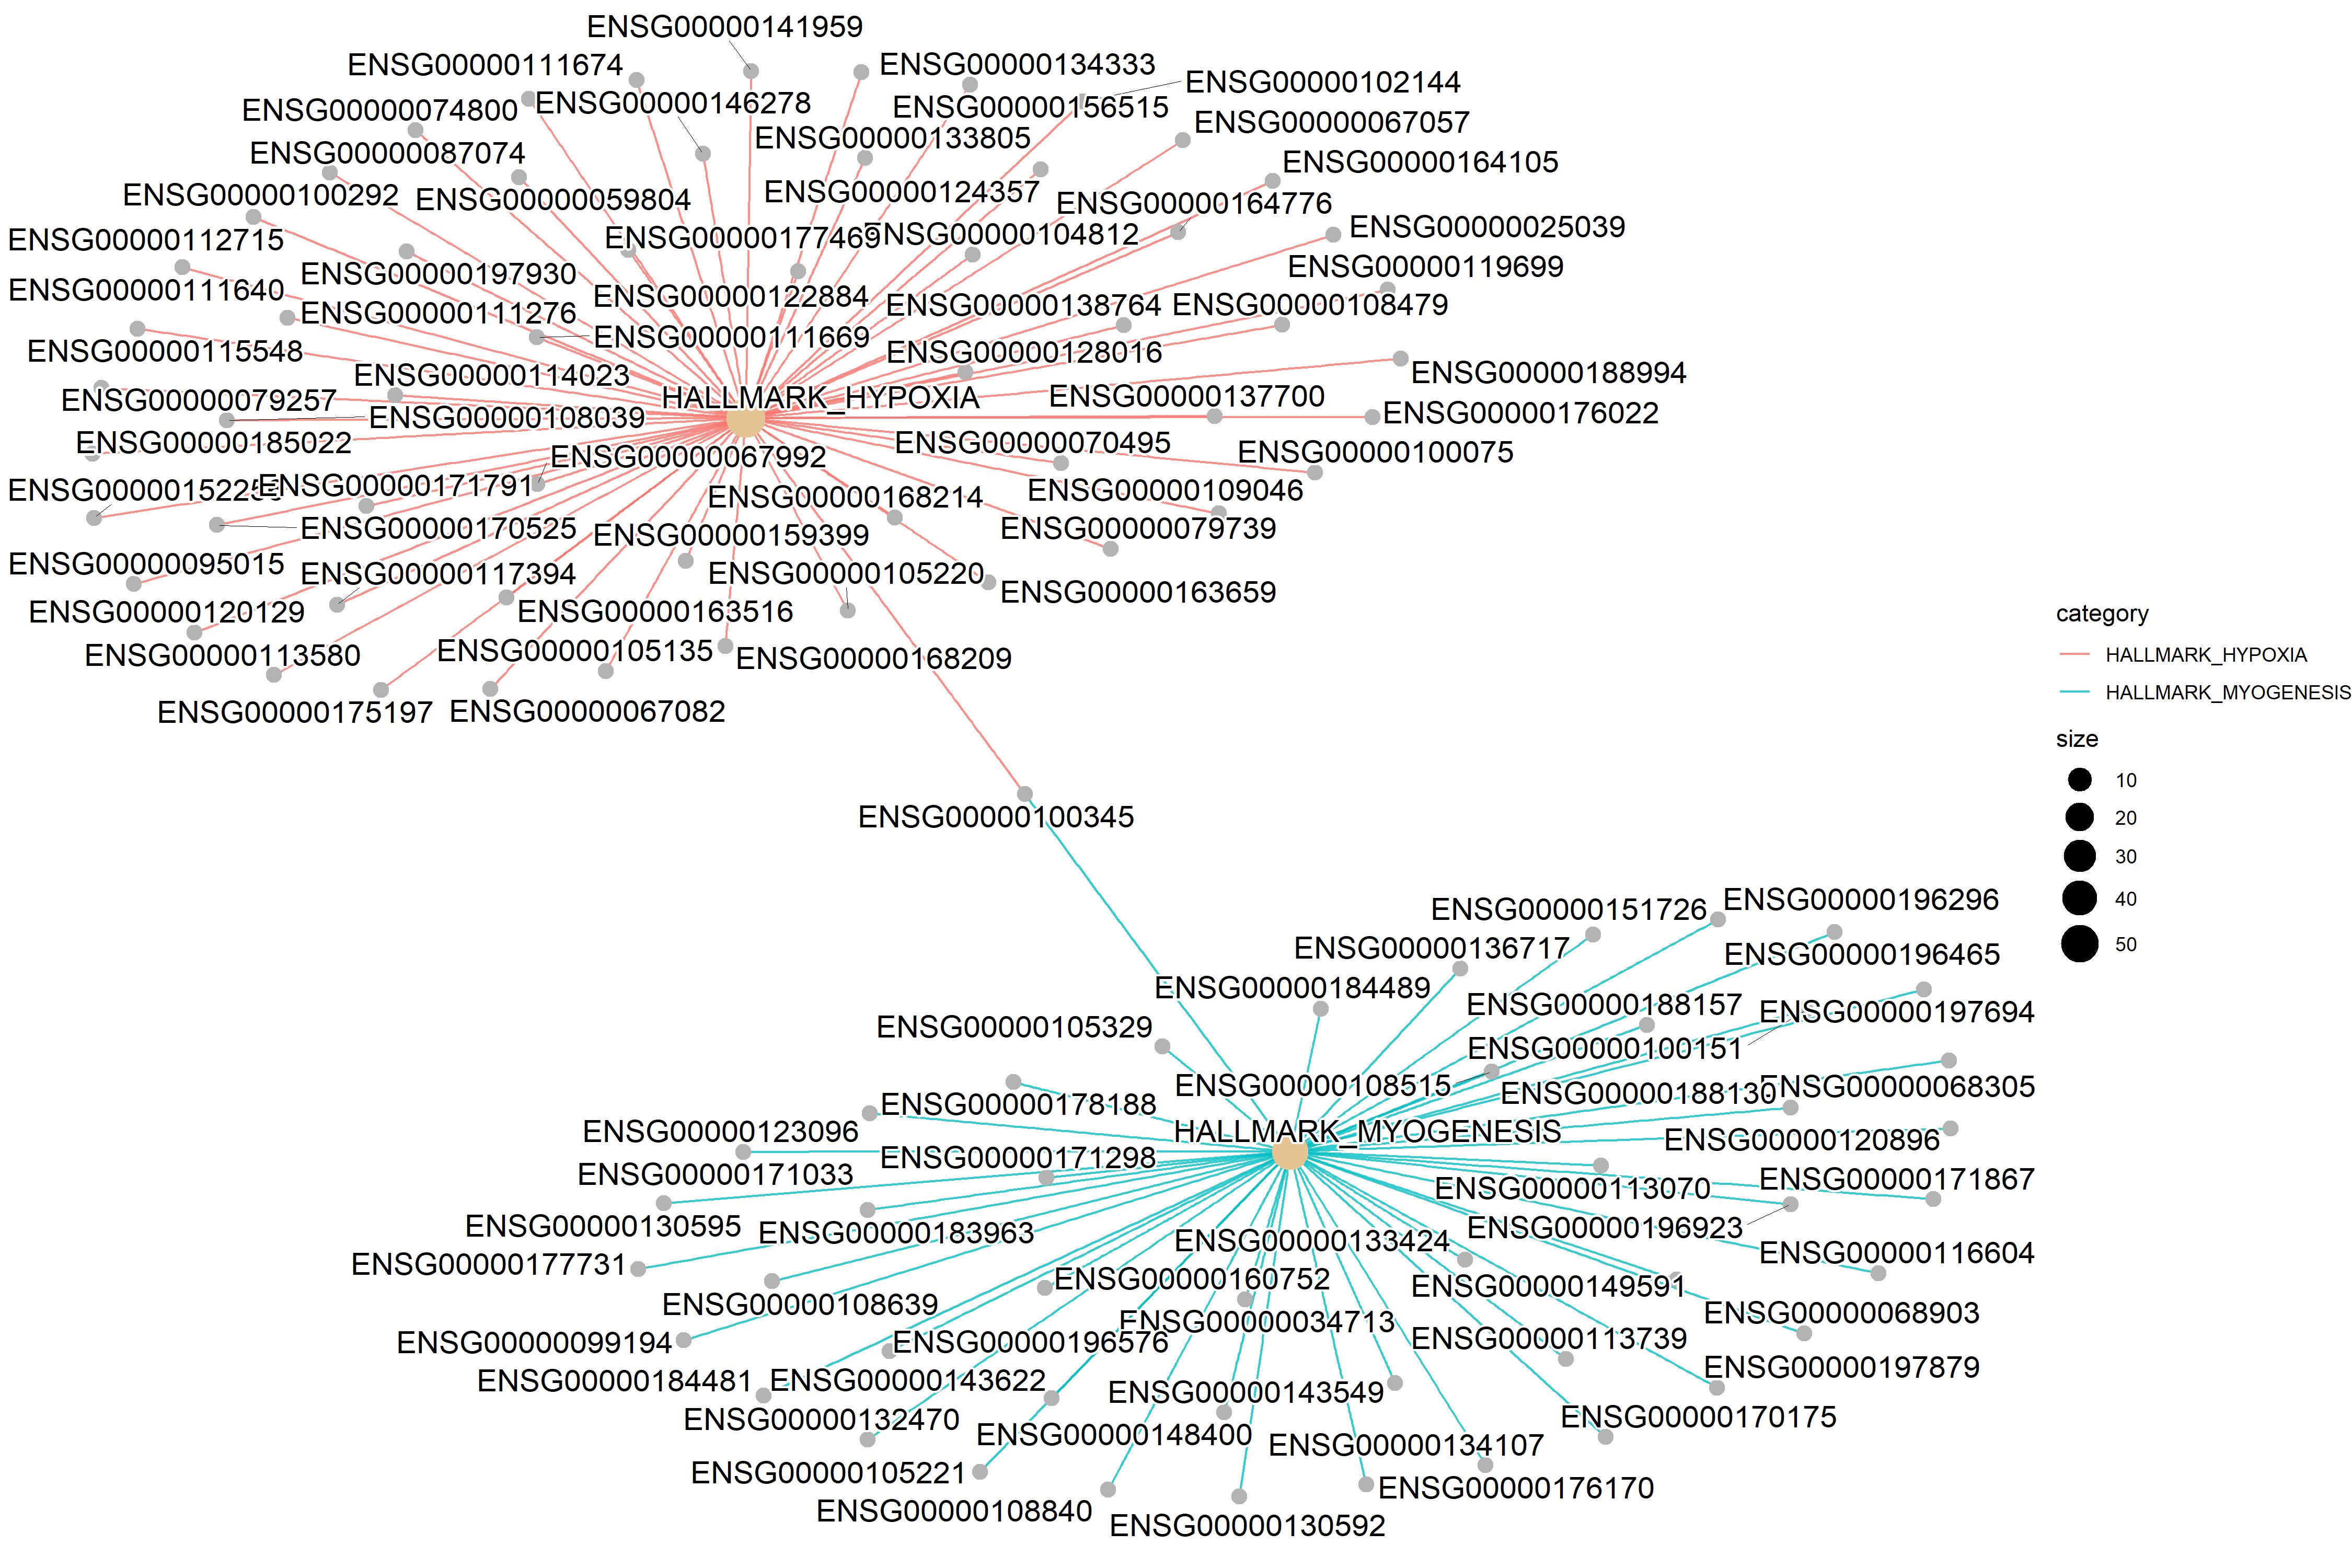 ENSG00000141959
ENSG00000111674
ENSG00000134333
ENSG00000102144
ENSG00000074800
ENSG00000146278
ENSG00000156515
ENSG00000067057
ENSG00000133805
ENSG00000087074
ENSG00000164105
ENSG00000100292
ENSG00000059804
ENSG00000124357
ENSG00000164776
ENSG00000025039
ENSG00000112715
ENSG00000177469
ENSG00000104812
ENSG00000197930
ENSG00000119699
ENSG00000111640
ENSG00000122884
ENSG00000138764
ENSG00000108479
ENSG00000111276
ENSG00000111669
ENSG00000115548
ENSG00000128016
ENSG00000114023
ENSG00000188994
ENSG00000079257
HALLMARK_HYPOXIA
ENSG00000137700
ENSG00000176022
ENSG00000108039
ENSG00000185022
ENSG00000070495
ENSG00000100075
ENSG00000067992
ENSG00000171791
ENSG00000168214
ENSG00000109046
ENSG00000170525
ENSG00000159399
ENSG00000079739
ENSG00000095015
ENSG00000117394
ENSG00000105220
ENSG00000163659
ENSG00000120129
ENSG00000163516
ENSG00000113580
ENSG00000105135
ENSG00000168209
ENSG00000175197
ENSG00000067082
ENSG00000100345
category
HALLMARK_HYPOXIA
HALLMARK_MYOGENESIS
size
10
20
30
40
50
ENSG00000151726
ENSG00000196296
ENSG00000136717
ENSG00000196465
ENSG00000184489
ENSG00000188157
ENSG00000197694
ENSG00000105329
ENSG00000100151
ENSG00000108515
ENSG00000188130
ENSG00000068305
ENSG00000178188
ENSG00000123096
HALLMARK_MYOGENESIS
ENSG00000120896
ENSG00000171298
ENSG00000171033
ENSG00000171867
ENSG00000113070
ENSG00000130595
ENSG00000183963
ENSG00000196923
ENSG00000133424
ENSG00000116604
ENSG00000177731
ENSG00000160752
ENSG00000149591
ENSG00000108639
ENSG00000068903
ENSG00000034713
ENSG00000099194
ENSG00000196576
ENSG00000113739
ENSG00000197879
ENSG00000184481
ENSG00000143622
ENSG00000143549
ENSG00000132470
ENSG00000170175
ENSG00000148400
ENSG00000134107
ENSG00000105221
ENSG00000176170
ENSG00000108840
ENSG00000130592